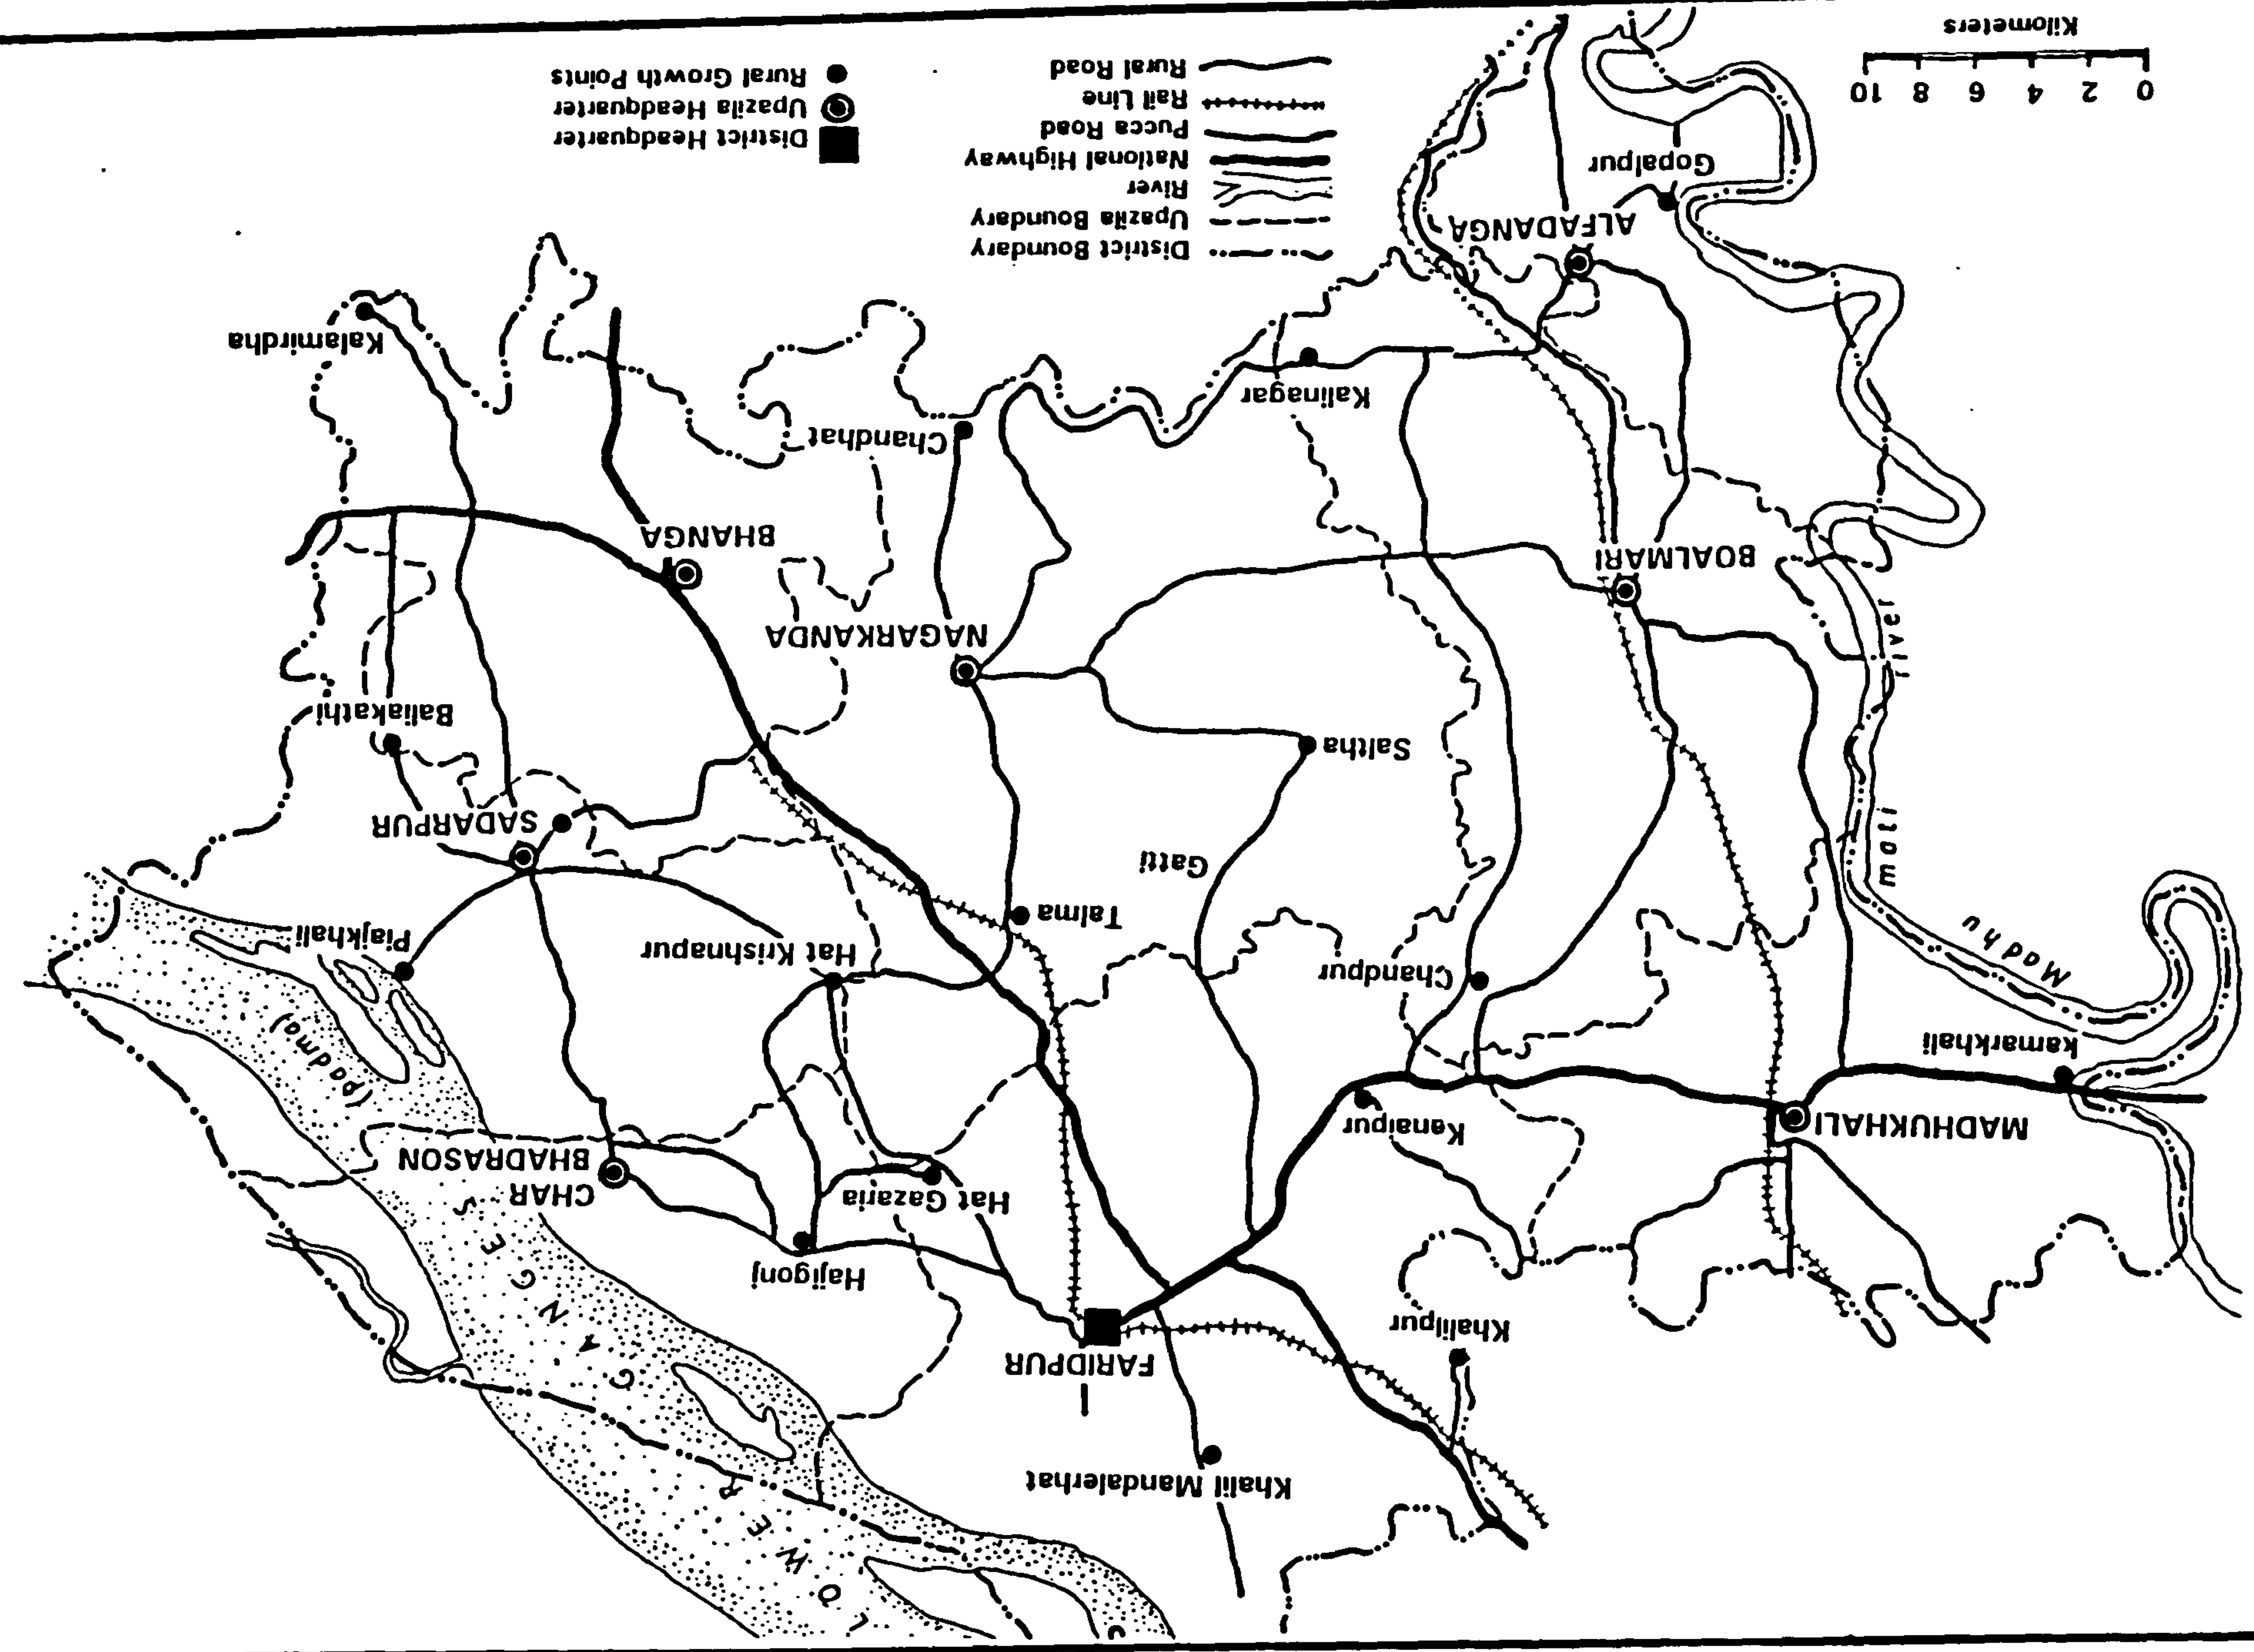 LOWER GANGES
(padma)
Khalil Mandalerhat
FARIDPUR
Khalilpur
Hajigonj
Hat Gazaria
CHAR
BHADRASON
MADHUKHALI
Kanaipur
kamarkhali
Chandpur
Hat Krishnapur
Piajkhali
Madhu
mati
river
Talma
Gatti
SADARPUR
Saltha
Baliakathi
NAGARKANDA
BOALMARI
BHANGA
Chandhat
Kalinagar
Kalamirdha
ALFADANGA
Gopalpur
District Boundary
Upazila Boundary
River
National Highway
Pucca Road
Rail Line
Rural Road
District Headquarter
Upazila Headquarter
Rural Growth Points
0 2 4 6 8 10
Kilometers